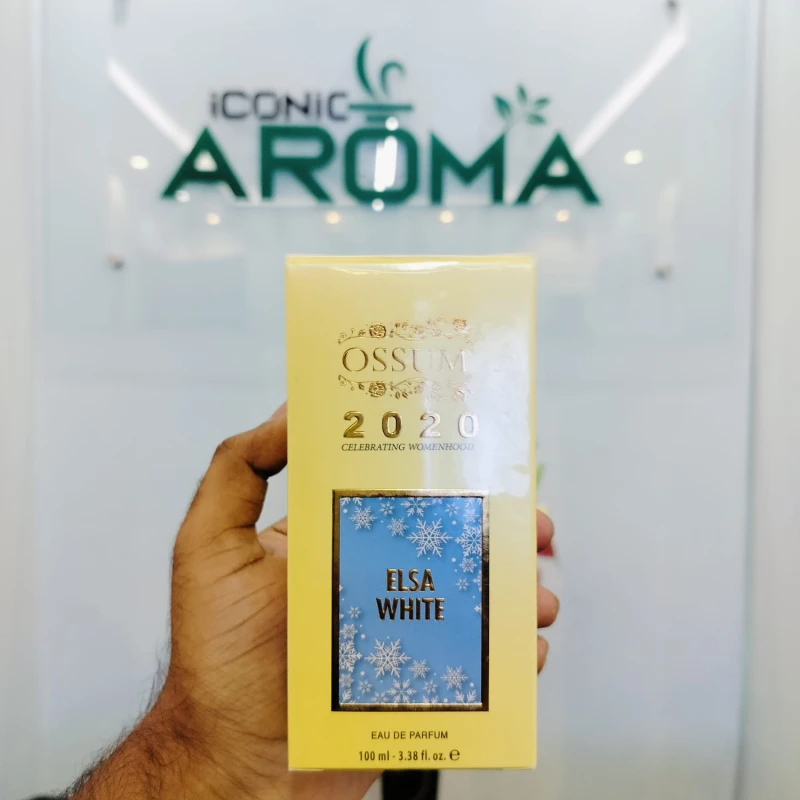 iCONIC
AROMA
OSSUM
2020
CELEBRATING WOMENHOOD
ELSA
WHITE
EAU DE PARFUM
100 ml - 3.38 fl. oz. ℮